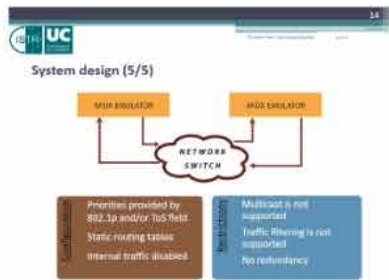 14
UC
System design (5/5)
AFDX EMULATOR
AFDX EMULATOR
NETWORK
SWITCH
Configuration
Priorities provided by
802.1p and/or ToS field
Static routing tables
Internal traffic disabled
Restrictions
Multicast is not
supported
Traffic filtering is not
supported
No redundancy